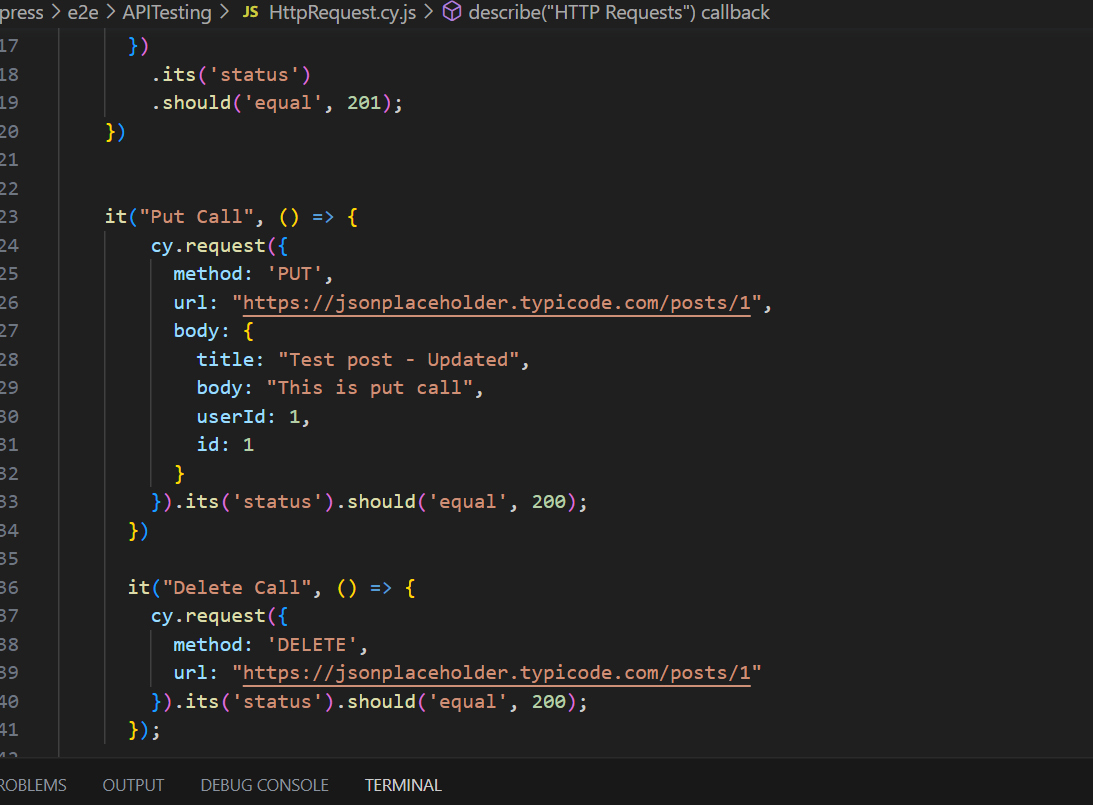 press > e2e > APITesting > JS HttpRequest.cy.js > describe("HTTP Requests") callback
17 })
18 .its('status')
19 .should('equal', 201);
20 })
21
22
23 it("Put Call", () => {
24 cy.request({
25 method: 'PUT',
26 url: "https://jsonplaceholder.typicode.com/posts/1",
27 body: {
28 title: "Test post - Updated",
29 body: "This is put call",
30 userId: 1,
31 id: 1
32 }
33 }).its('status').should('equal', 200);
34 })
35
36 it("Delete Call", () => {
37 cy.request({
38 method: 'DELETE',
39 url: "https://jsonplaceholder.typicode.com/posts/1"
40 }).its('status').should('equal', 200);
41 });
42
ROBLEMS OUTPUT DEBUG CONSOLE TERMINAL